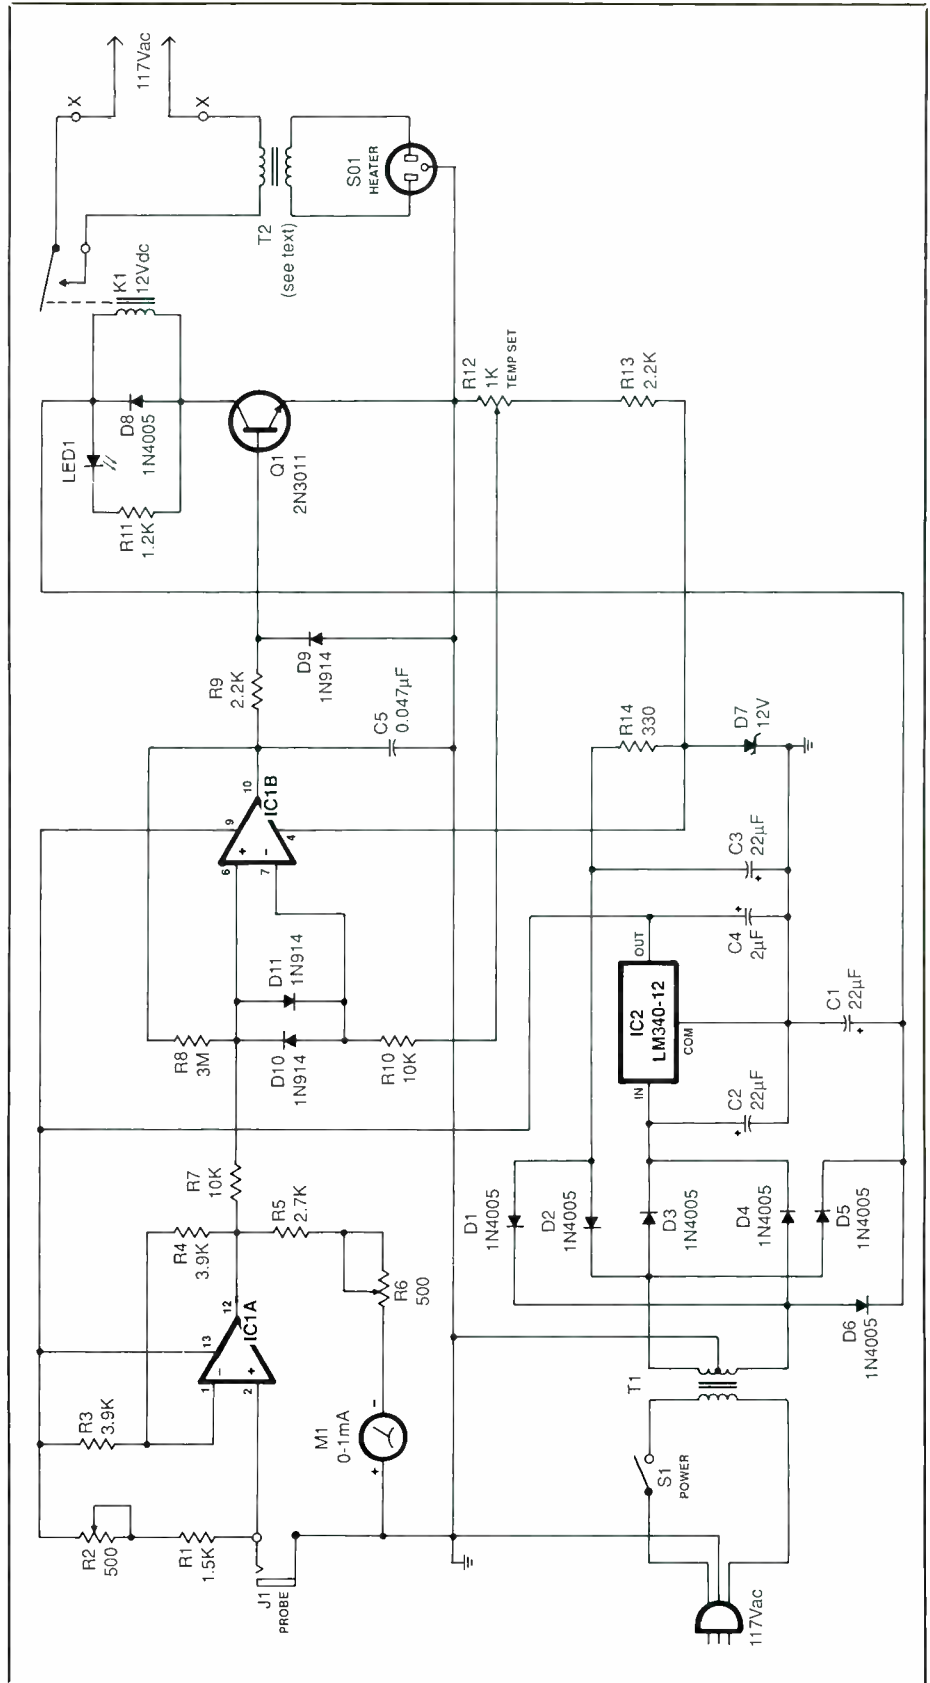 R2
500
R1
1.5K
J1
PROBE
R3
3.9K
1
2
13
12
-
+
IC1A
M1
0-1mA
+
-
R4
3.9K
R5
2.7K
R6
500
R7
10K
R8
3M
D10
1N914
D11
1N914
R10
10K
6
7
9
4
10
+
-
IC1B
R9
2.2K
C5
0.047µF
D9
1N914
R11
1.2K
LED1
D8
1N4005
Q1
2N3011
K1
12Vdc
T2
(see text)
X
X
117Vac
SO1
HEATER
R12
1K
TEMP SET
R13
2.2K
R14
330
D7
12V
117Vac
S1
POWER
T1
D1
1N4005
D2
1N4005
D3
1N4005
D4
1N4005
D5
1N4005
D6
1N4005
IC2
LM340-12
IN
OUT
COM
C2
22µF
+
C4
2µF
+
C3
22µF
+
C1
22µF
+